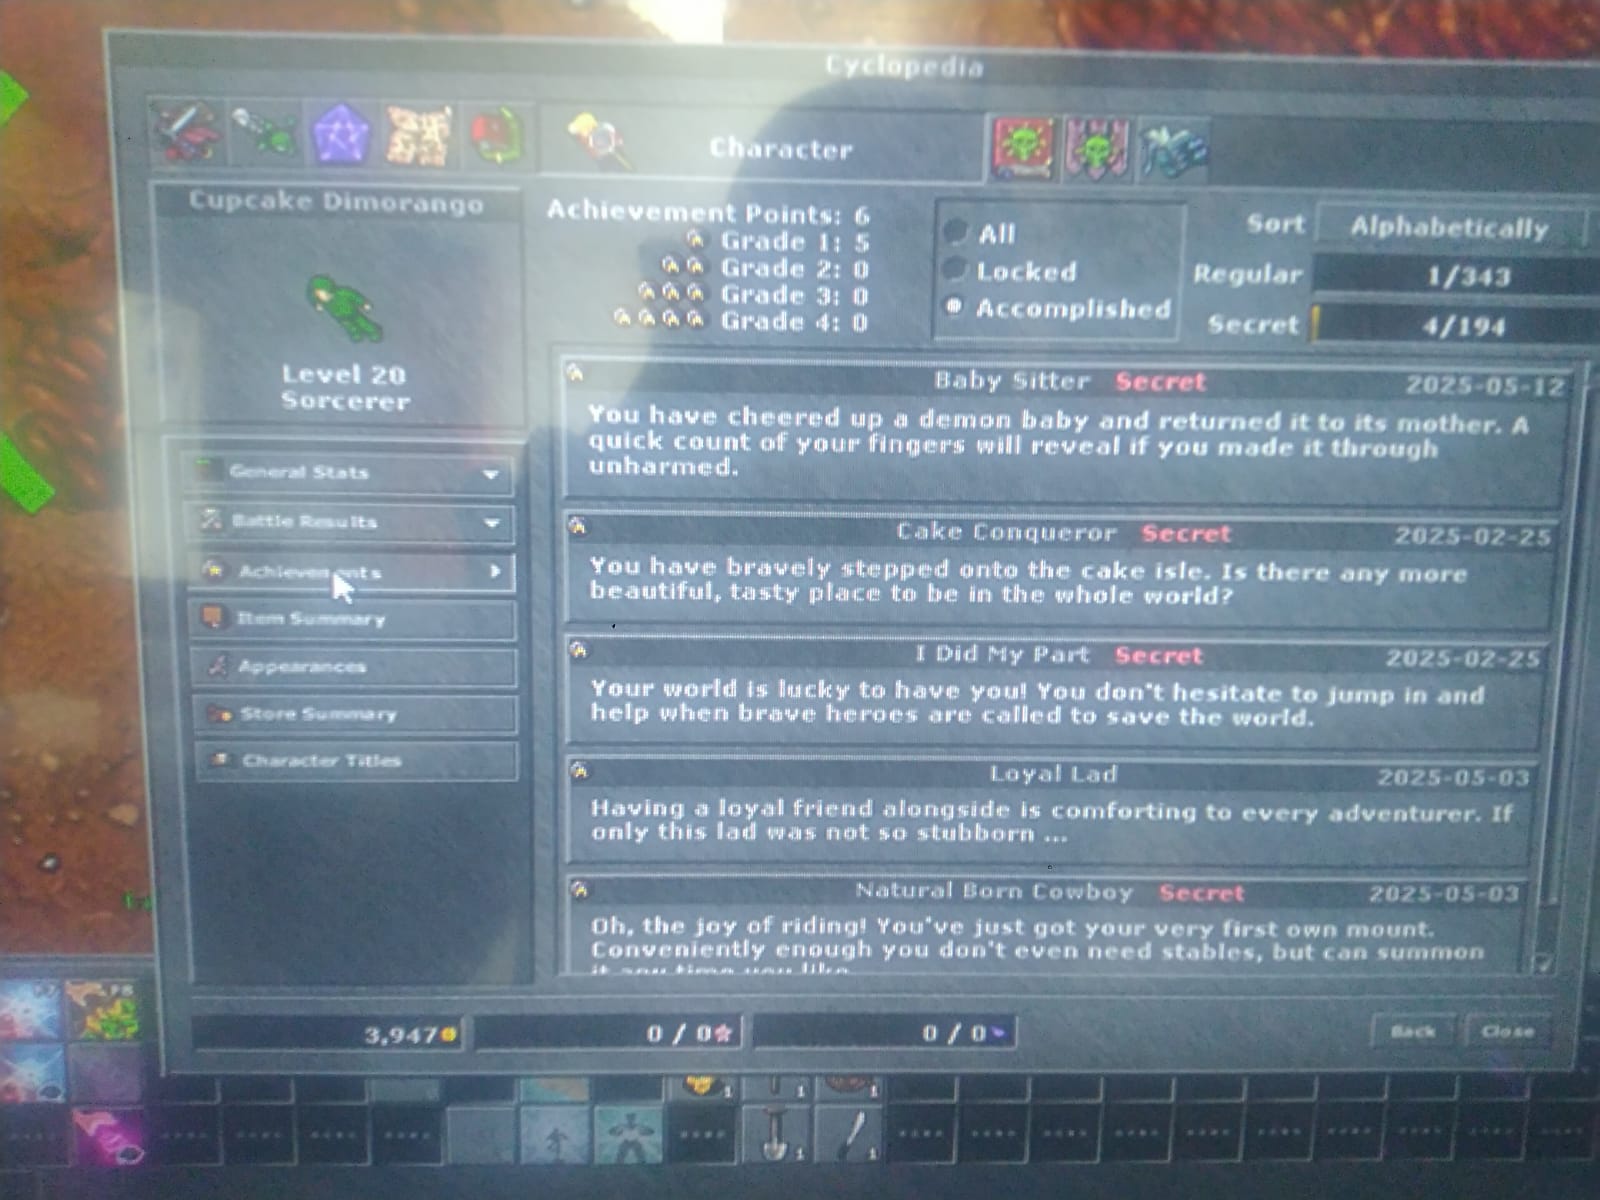 Cyclopedia
Character
Cupcake Dimorango
Level 20
Sorcerer
General Stats
Battle Results
Achievements
Item Summary
Appearances
Store Summary
Character Titles
Achievement Points: 6
Grade 1: 5
Grade 2: 0
Grade 3: 0
Grade 4: 0
All
Locked
Accomplished
Sort Alphabetically
Regular 1/343
Secret 4/194
Baby Sitter Secret 2025-05-12
You have cheered up a demon baby and returned it to its mother. A
quick count of your fingers will reveal if you made it through
unharmed.
Cake Conqueror Secret 2025-02-25
You have bravely stepped onto the cake isle. Is there any more
beautiful, tasty place to be in the whole world?
I Did My Part Secret 2025-02-25
Your world is lucky to have you! You don't hesitate to jump in and
help when brave heroes are called to save the world.
Loyal Lad 2025-05-03
Having a loyal friend alongside is comforting to every adventurer. If
only this lad was not so stubborn ...
Natural Born Cowboy Secret 2025-05-03
Oh, the joy of riding! You've just got your very first own mount.
Conveniently enough you don't even need stables, but can summon
it any time you like.
3,947
0 / 0
0 / 0
Back
Close
1
1
1
1
1